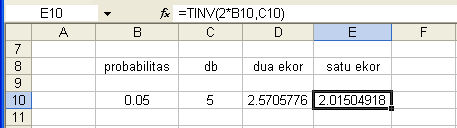 E10 fx =TINV(2*B10,C10)
A B C D E F
7
8 probabilitas db dua ekor satu ekor
9
10 0.05 5 2.5705776 2.01504918
11